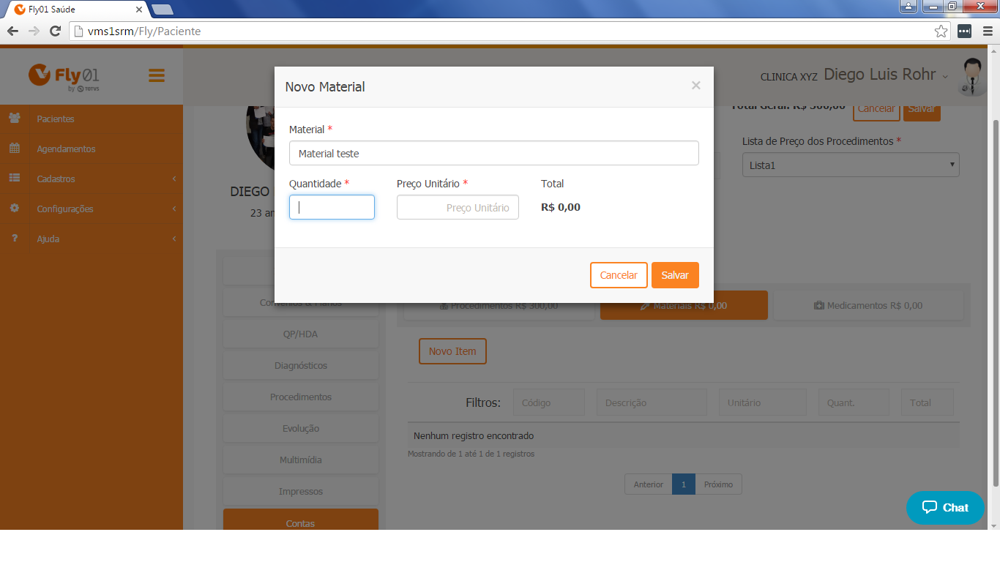 Fly01 Saúde
vms1srm/Fly/Paciente
Fly01
by TOTVS
CLINICA XYZ Diego Luis Rohr
Pacientes
Agendamentos
Cadastros
Configurações
Ajuda
Total Geral: R$ 300,00
Cancelar
Salvar
Lista de Preço dos Procedimentos *
Lista1
DIEGO
23 an
Novo Material
×
Material *
Material teste
Quantidade * Preço Unitário * Total
Preço Unitário
R$ 0,00
Cancelar
Salvar
Convênios & Planos
QP/HDA
Diagnósticos
Procedimentos
Evolução
Multimídia
Impressos
Contas
Procedimentos R$ 300,00
Materiais R$ 0,00
Medicamentos R$ 0,00
Novo Item
Filtros: Código Descrição Unitário Quant. Total
Nenhum registro encontrado
Mostrando de 1 até 1 de 1 registros
Anterior 1 Próximo
Chat